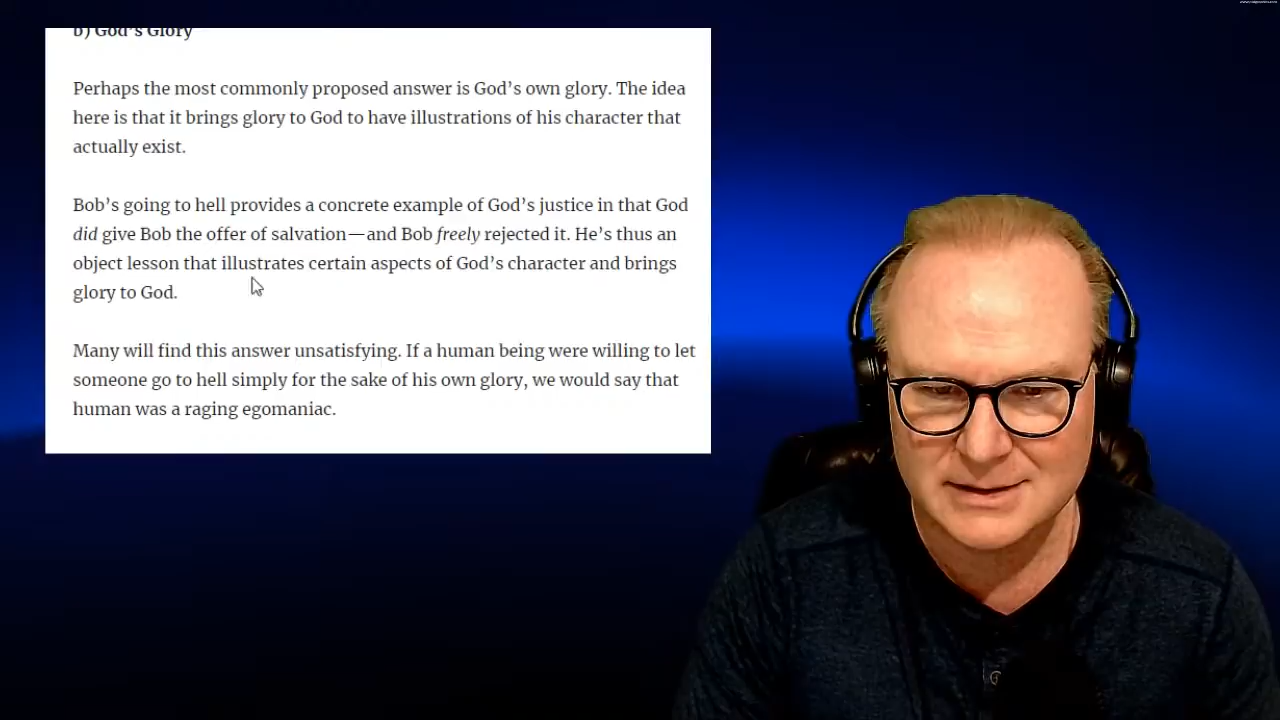 b) God's Glory
Perhaps the most commonly proposed answer is God's own glory. The idea
here is that it brings glory to God to have illustrations of his character that
actually exist.
Bob's going to hell provides a concrete example of God's justice in that God
did give Bob the offer of salvation—and Bob freely rejected it. He's thus an
object lesson that illustrates certain aspects of God's character and brings
glory to God.
Many will find this answer unsatisfying. If a human being were willing to let
someone go to hell simply for the sake of his own glory, we would say that
human was a raging egomaniac.